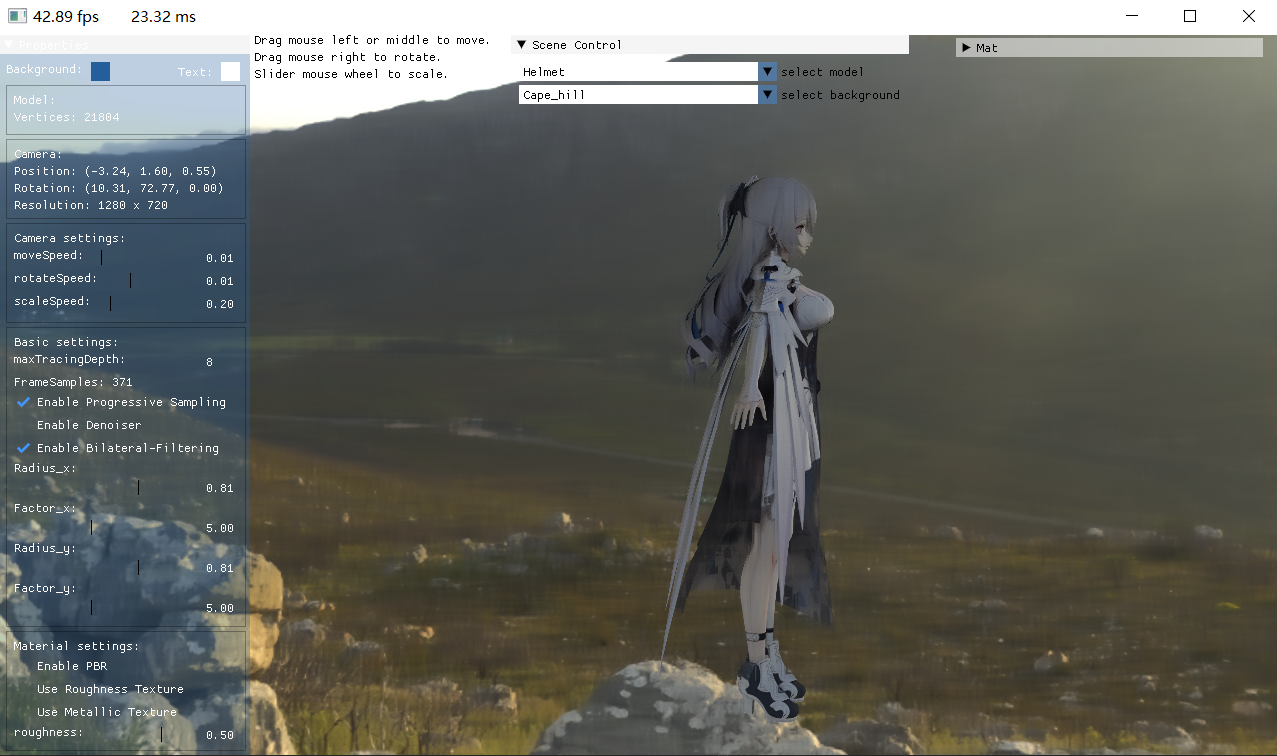 42.89 fps 23.32 ms
Properties
Background: Text:
Model:
Vertices: 21804
Camera:
Position: (-3.24, 1.60, 0.55)
Rotation: (10.31, 72.77, 0.00)
Resolution: 1280 x 720
Camera settings:
moveSpeed: 0.01
rotateSpeed: 0.01
scaleSpeed: 0.20
Basic settings:
maxTracingDepth: 8
FrameSamples: 371
Enable Progressive Sampling
Enable Denoiser
Enable Bilateral-Filtering
Radius_x:
0.81
Factor_x:
5.00
Radius_y:
0.81
Factor_y:
5.00
Material settings:
Enable PBR
Use Roughness Texture
Use Metallic Texture
roughness: 0.50
Drag mouse left or middle to move.
Drag mouse right to rotate.
Slider mouse wheel to scale.
Scene Control
Helmet select model
Cape_hill select background
Mat